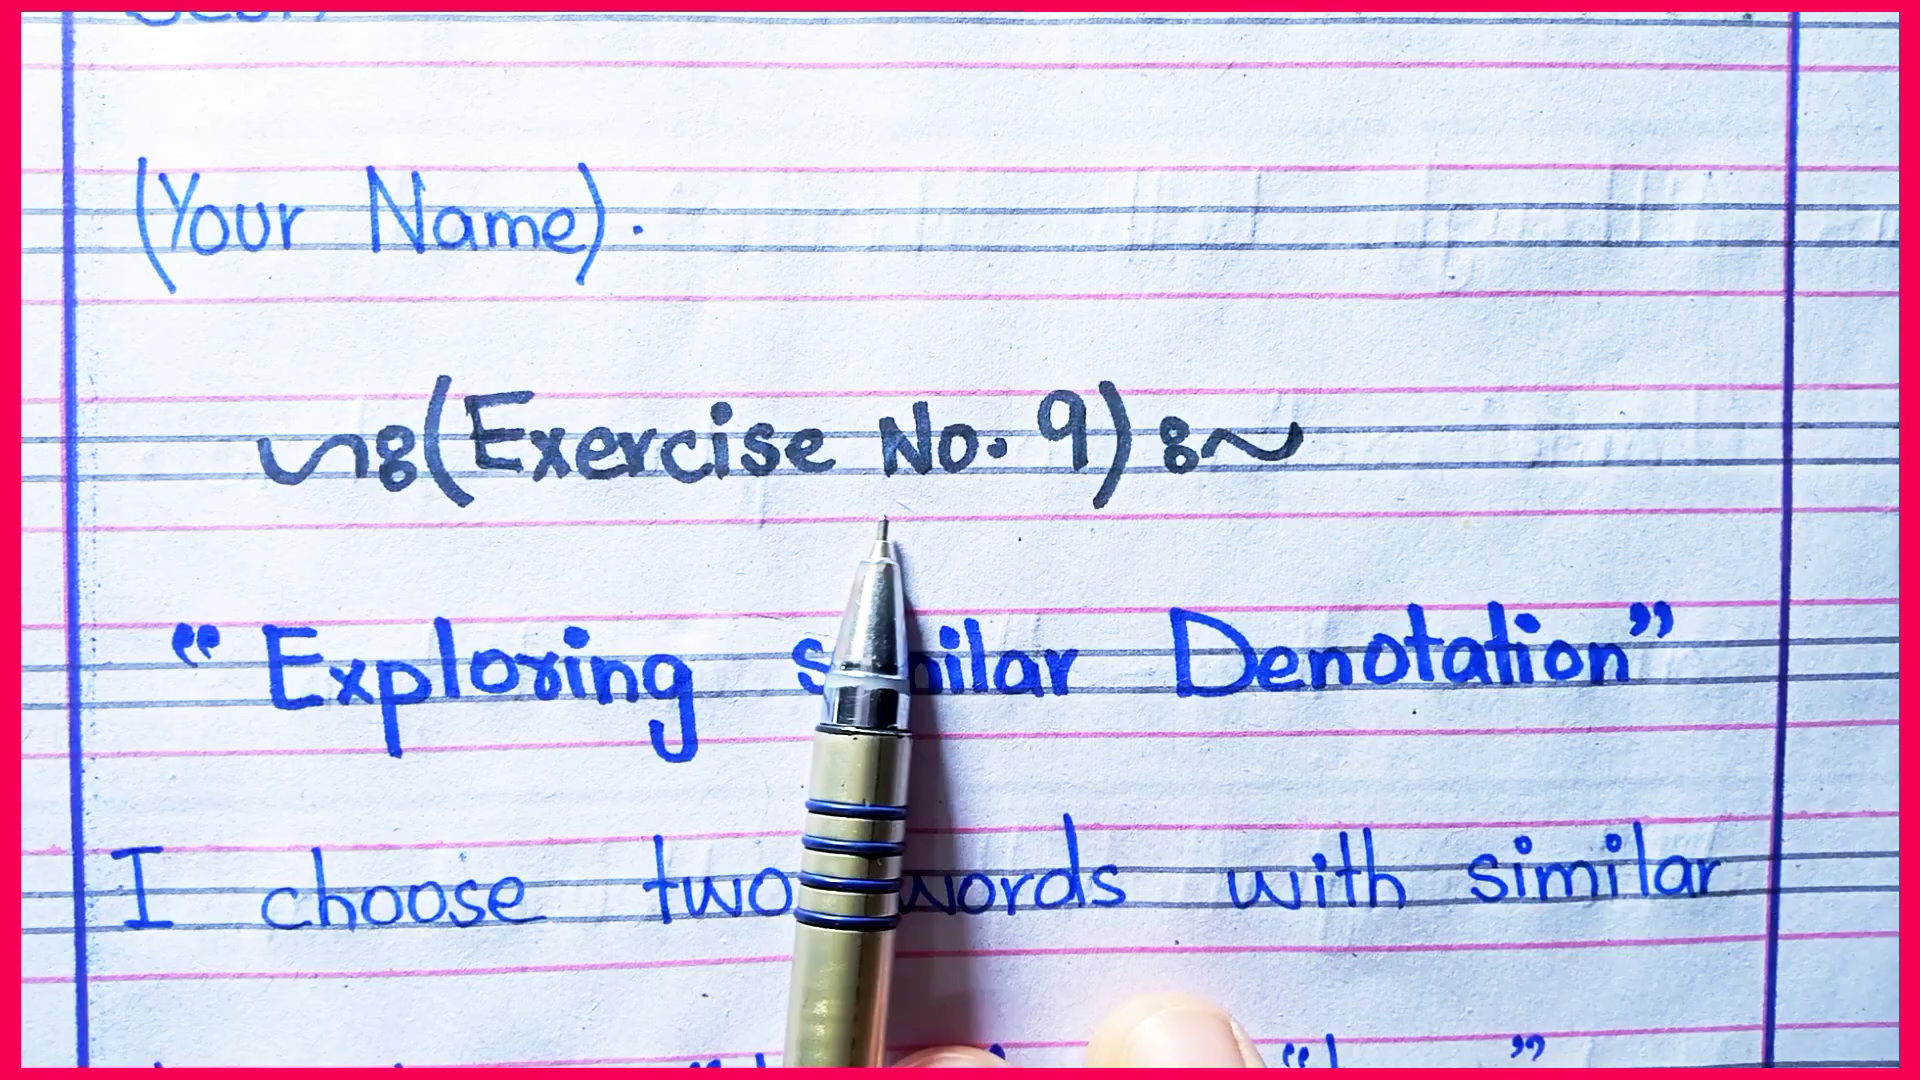 (Your Name).
(Exercise No. 9)
"Exploring similar Denotation"
I choose two words with similar